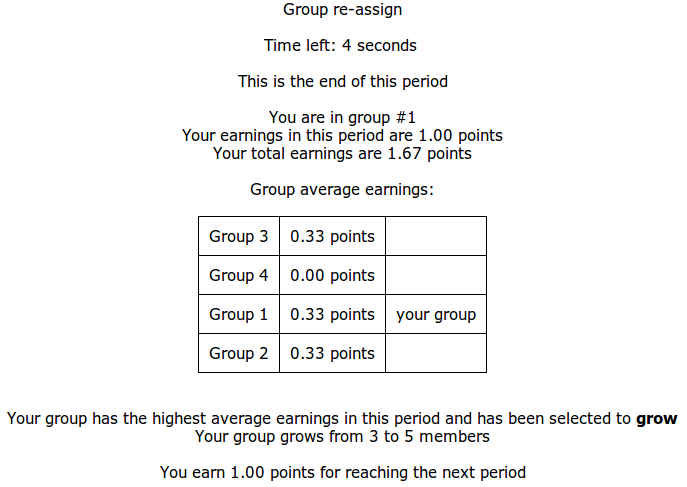 Group re-assign
Time left: 4 seconds
This is the end of this period
You are in group #1
Your earnings in this period are 1.00 points
Your total earnings are 1.67 points
Group average earnings:
Group 3 0.33 points
Group 4 0.00 points
Group 1 0.33 points your group
Group 2 0.33 points
Your group has the highest average earnings in this period and has been selected to grow
Your group grows from 3 to 5 members
You earn 1.00 points for reaching the next period